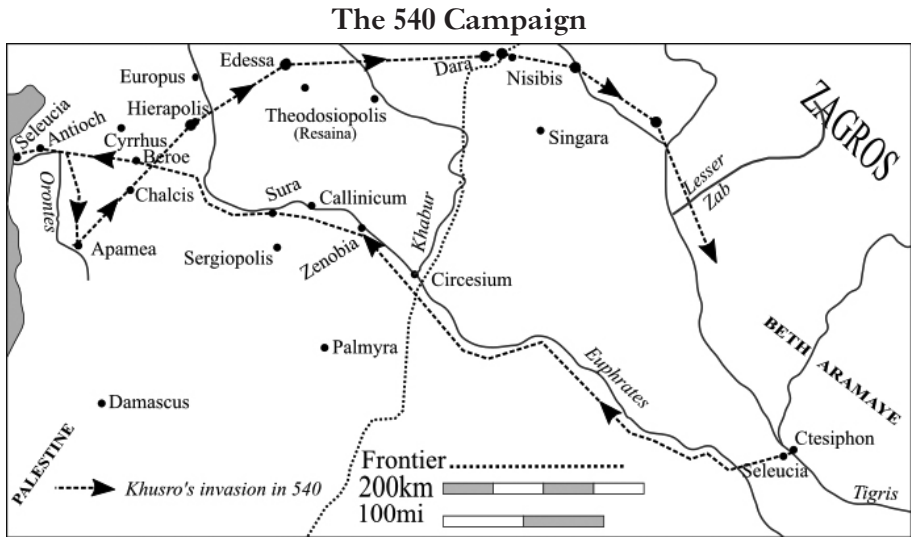 The 540 Campaign
Edessa
Dara
Nisibis
Europus
Hierapolis
Theodosiopolis
(Resaina)
Singara
ZAGROS
Seleucia
Antioch
Cyrrhus
Beroe
Chalcis
Orontes
Apamea
Sura
Callinicum
Sergiopolis
Zenobia
Khabur
Circesium
Lesser
Zab
Palmyra
Damascus
Euphrates
BETH ARAMAYE
PALESTINE
Ctesiphon
Seleucia
Tigris
Frontier
200km
100mi
Khusro's invasion in 540